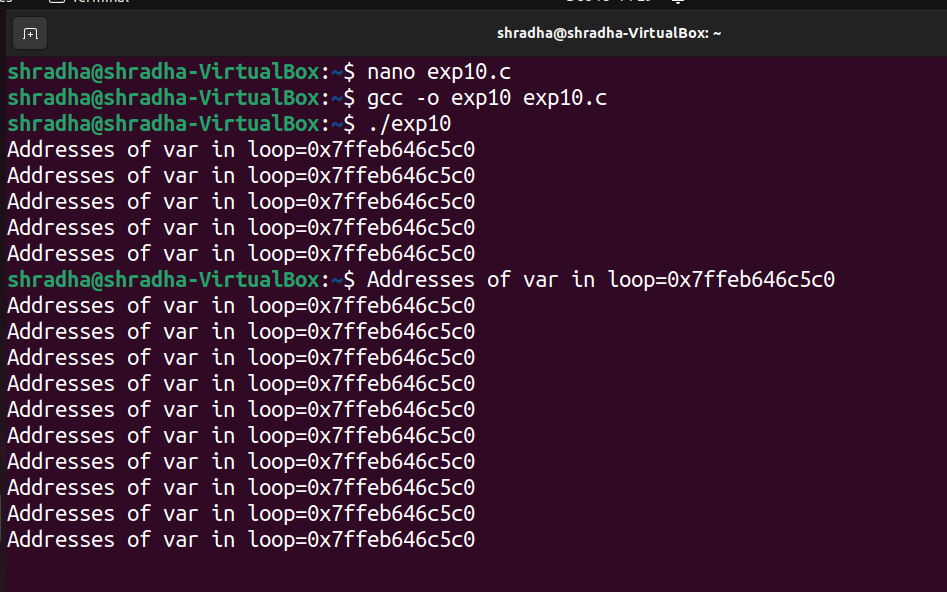 Terminal
shradha@shradha-VirtualBox: ~
shradha@shradha-VirtualBox:~$ nano exp10.c
shradha@shradha-VirtualBox:~$ gcc -o exp10 exp10.c
shradha@shradha-VirtualBox:~$ ./exp10
Addresses of var in loop=0x7ffeb646c5c0
Addresses of var in loop=0x7ffeb646c5c0
Addresses of var in loop=0x7ffeb646c5c0
Addresses of var in loop=0x7ffeb646c5c0
Addresses of var in loop=0x7ffeb646c5c0
shradha@shradha-VirtualBox:~$ Addresses of var in loop=0x7ffeb646c5c0
Addresses of var in loop=0x7ffeb646c5c0
Addresses of var in loop=0x7ffeb646c5c0
Addresses of var in loop=0x7ffeb646c5c0
Addresses of var in loop=0x7ffeb646c5c0
Addresses of var in loop=0x7ffeb646c5c0
Addresses of var in loop=0x7ffeb646c5c0
Addresses of var in loop=0x7ffeb646c5c0
Addresses of var in loop=0x7ffeb646c5c0
Addresses of var in loop=0x7ffeb646c5c0
Addresses of var in loop=0x7ffeb646c5c0